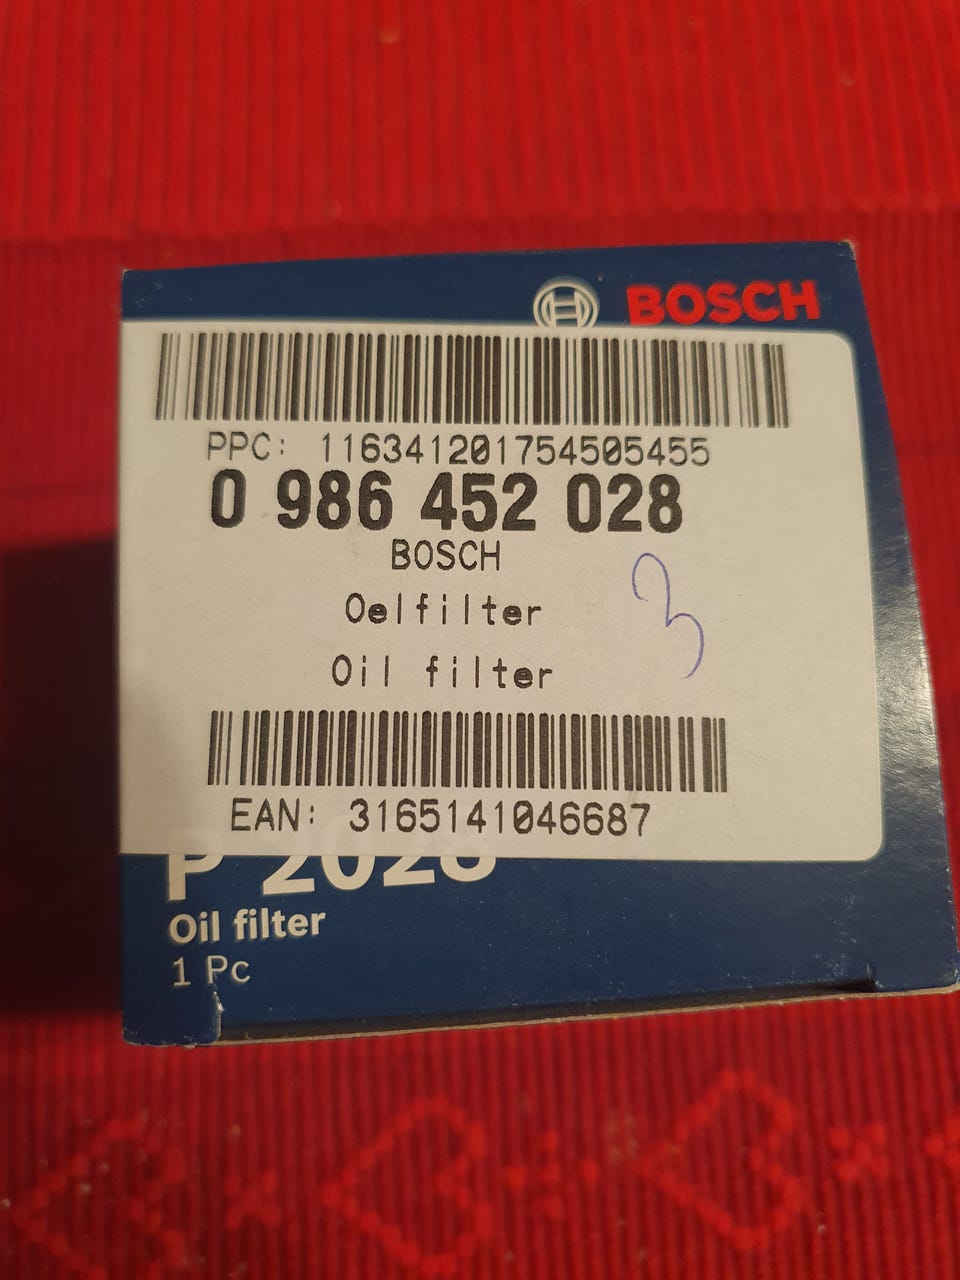 BOSCH
PPC: 116341201754505455
0 986 452 028
BOSCH
Oelfilter
3
Oil filter
EAN: 3165141046687
P 2028
Oil filter
1 Pc